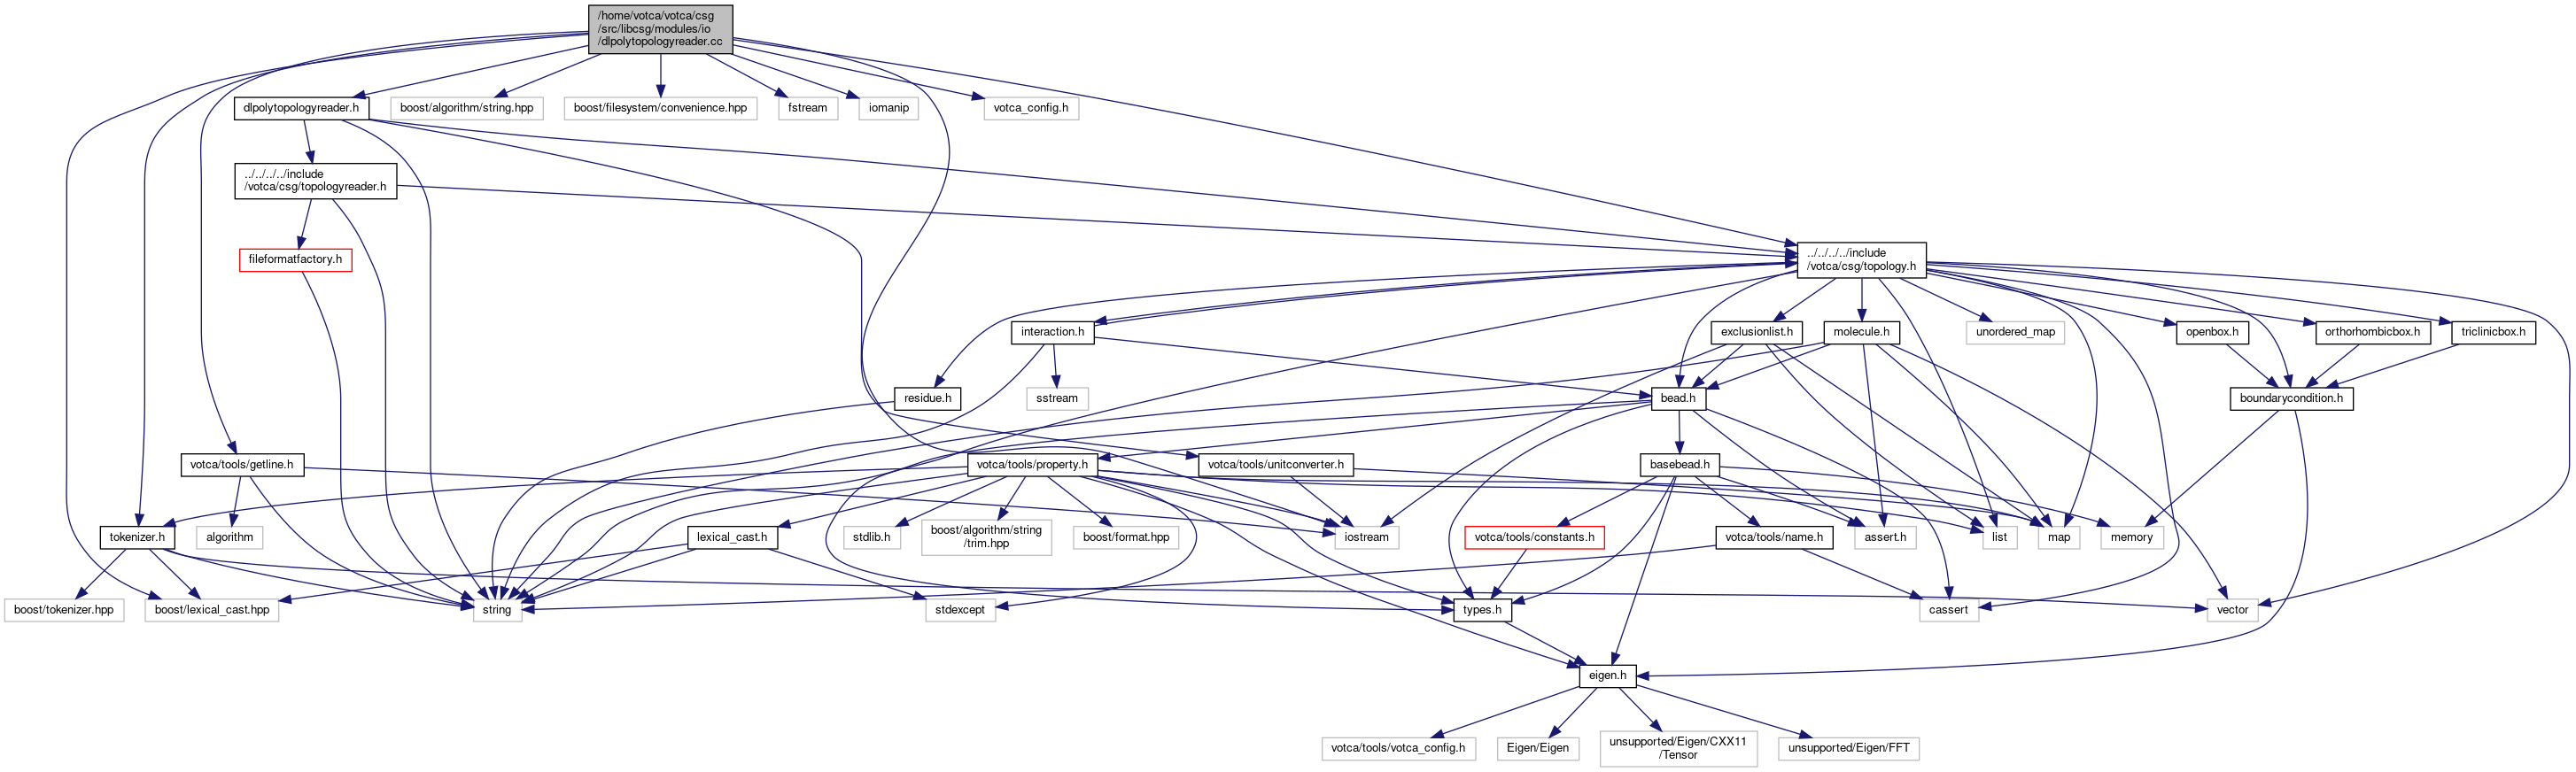 /home/votca/votca/csg
/src/libcsg/modules/io
/dlpolytopologyreader.cc
dlpolytopologyreader.h
boost/algorithm/string.hpp
boost/filesystem/convenience.hpp
fstream
iomanip
votca_config.h
../../../../include
/votca/csg/topologyreader.h
fileformatfactory.h
../../../../include
/votca/csg/topology.h
interaction.h
exclusionlist.h
molecule.h
unordered_map
openbox.h
orthorhombicbox.h
triclinicbox.h
residue.h
sstream
bead.h
boundarycondition.h
votca/tools/getline.h
votca/tools/property.h
votca/tools/unitconverter.h
basebead.h
tokenizer.h
algorithm
lexical_cast.h
stdlib.h
boost/algorithm/string
/trim.hpp
boost/format.hpp
iostream
votca/tools/constants.h
votca/tools/name.h
assert.h
list
map
memory
boost/tokenizer.hpp
boost/lexical_cast.hpp
string
stdexcept
types.h
cassert
vector
eigen.h
votca/tools/votca_config.h
Eigen/Eigen
unsupported/Eigen/CXX11
/Tensor
unsupported/Eigen/FFT